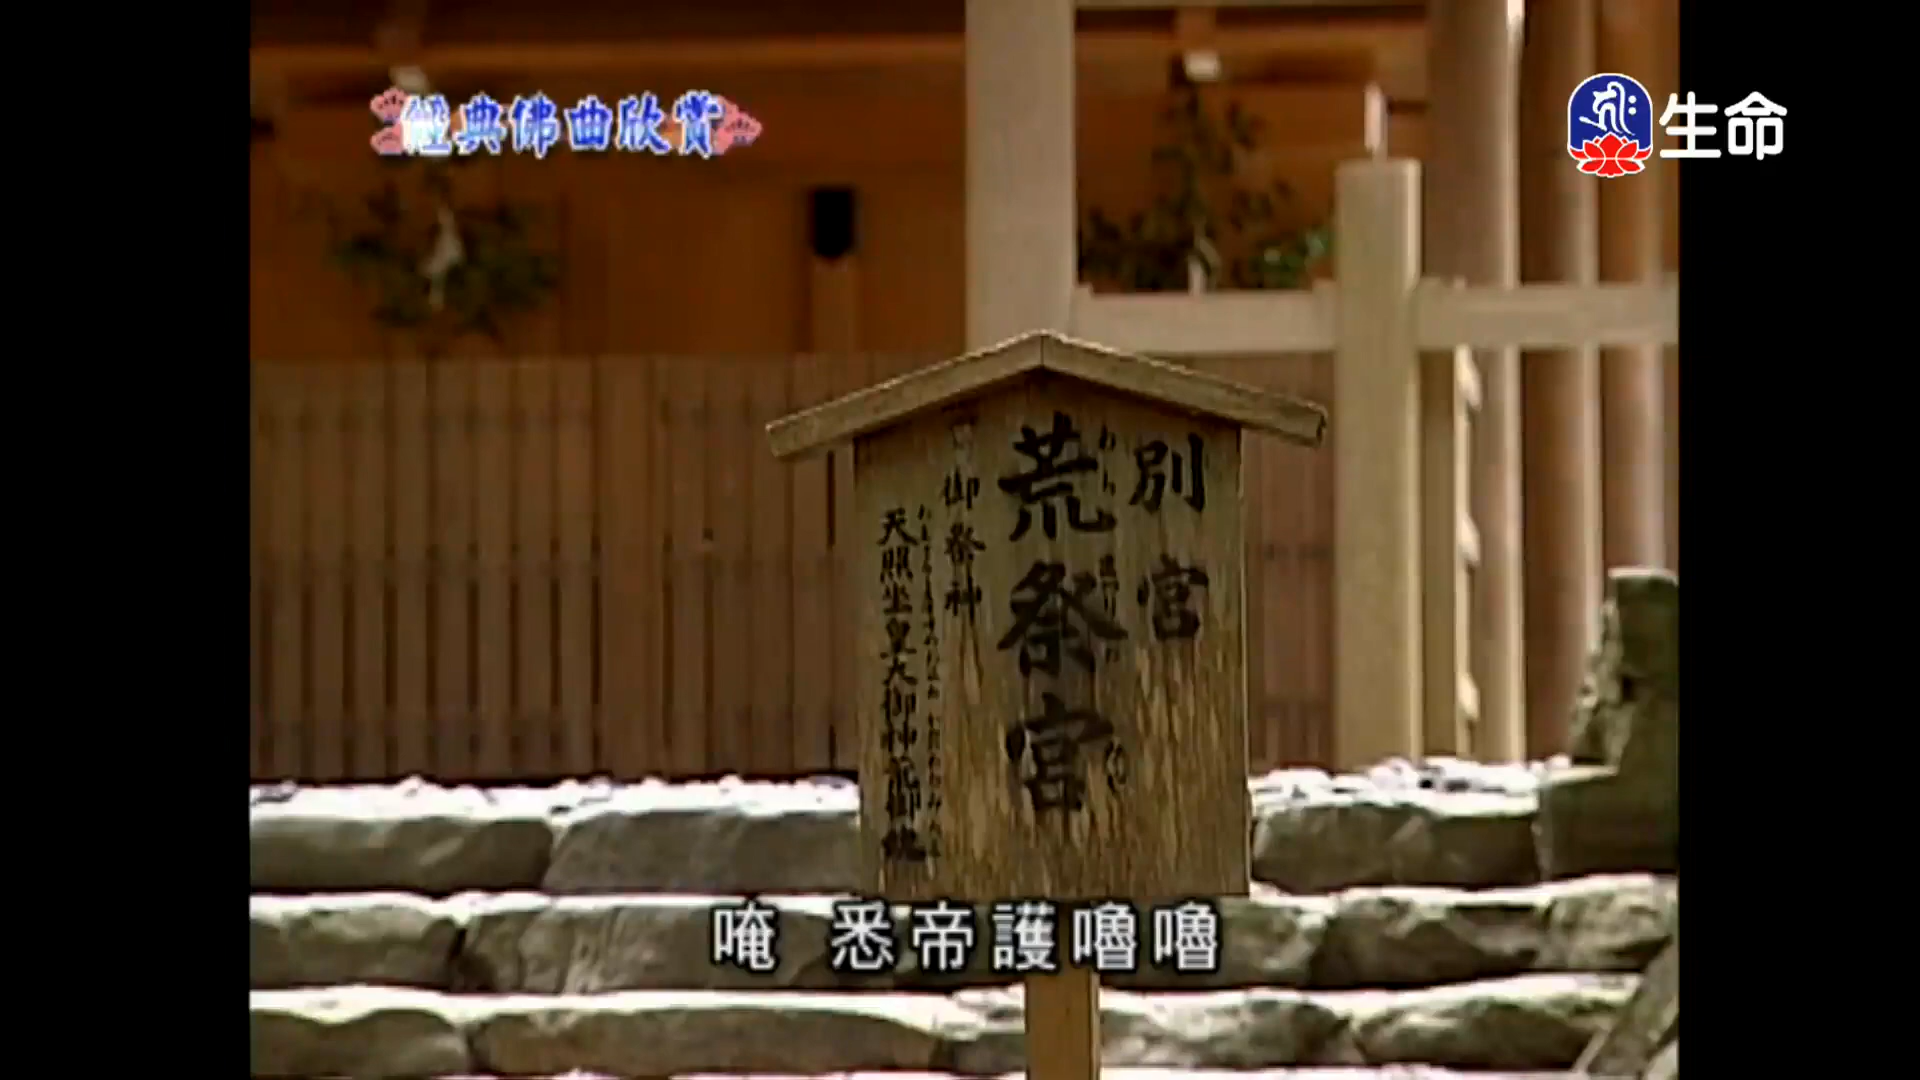 經典佛曲欣賞
生命
別宮
荒祭宮
御祭神
天照坐皇大御神荒御魂
唵 悉帝護嚕嚕